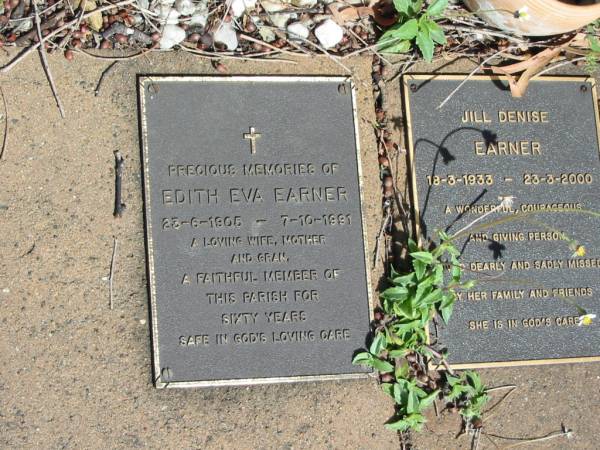 PRECIOUS MEMORIES OF
EDITH EVA EARNER
23-6-1905 - 7-10-1991
A LOVING WIFE, MOTHER
AND GRAN.
A FAITHFUL MEMBER OF
THIS PARISH FOR
SIXTY YEARS
SAFE IN GOD'S LOVING CARE
JILL DENISE
EARNER
18-3-1933 - 23-3-2000
A WONDERFUL, COURAGEOUS
AND GIVING PERSON,
DEARLY AND SADLY MISSED
BY HER FAMILY AND FRIENDS
SHE IS IN GOD'S CARE